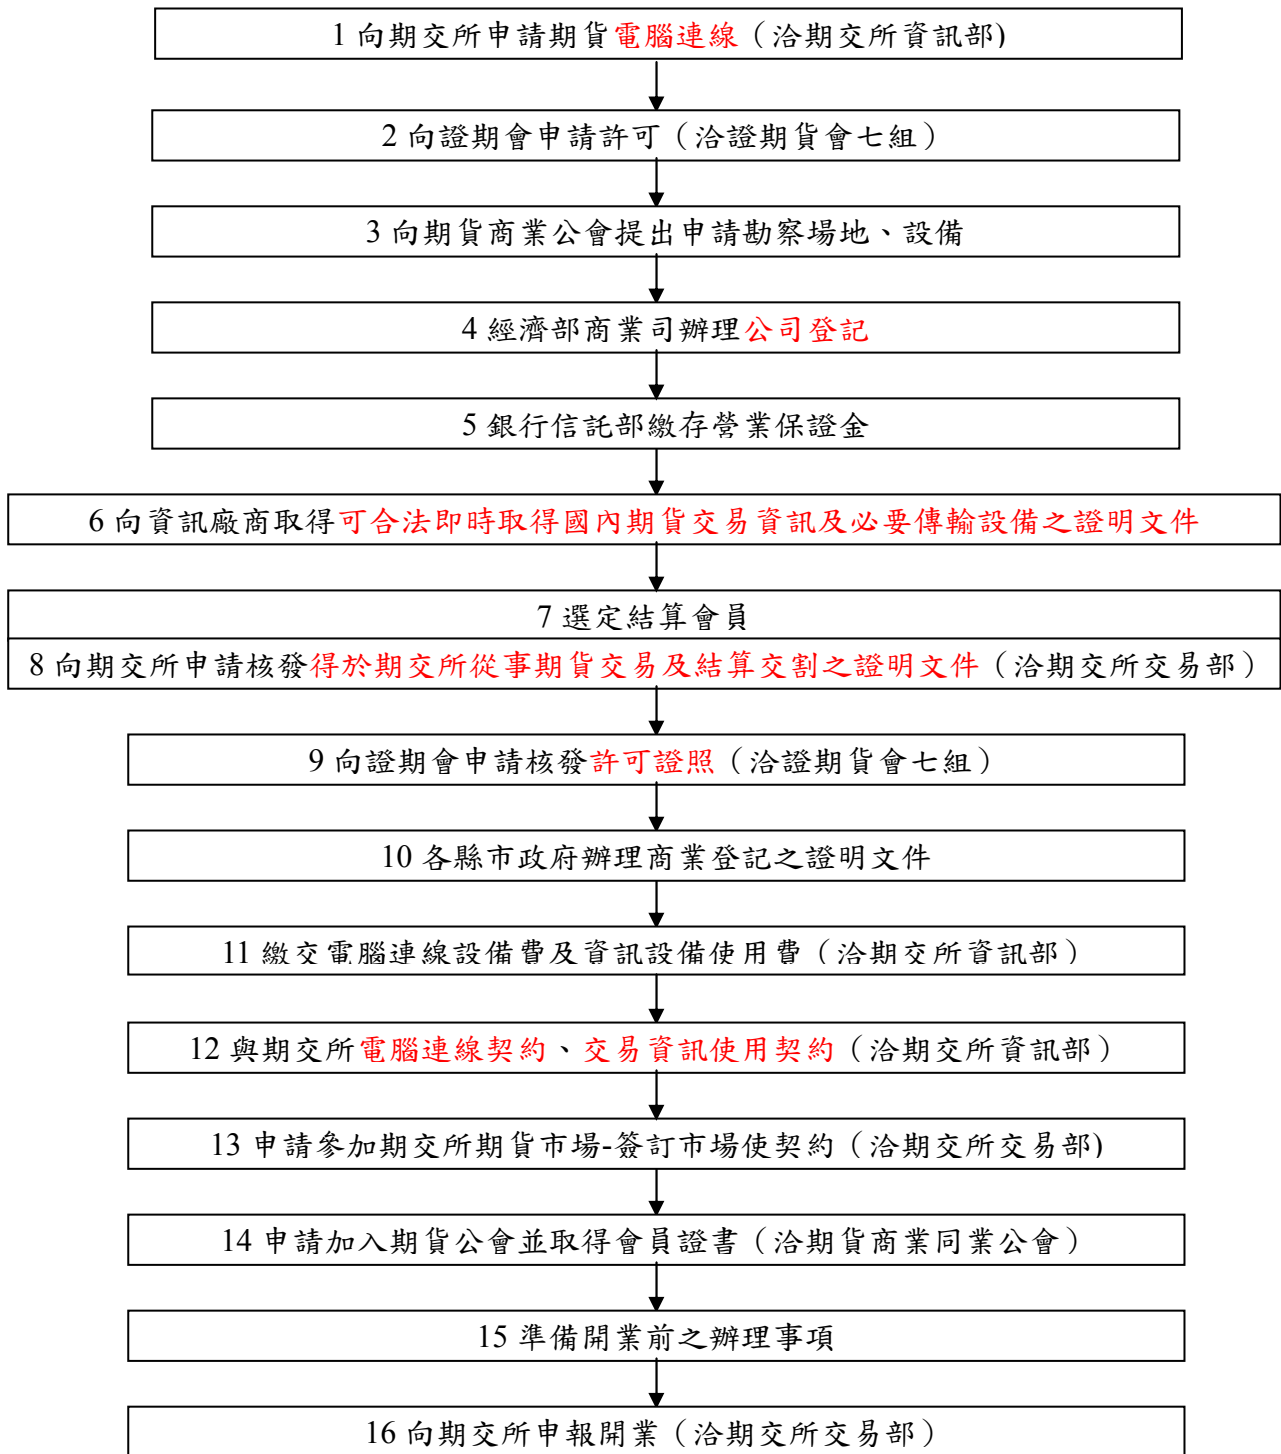 1 向期交所申請期貨電腦連線（洽期交所資訊部)
2 向證期會申請許可（洽證期貨會七組）
3 向期貨商業公會提出申請勘察場地、設備
4 經濟部商業司辦理公司登記
5 銀行信託部繳存營業保證金
6 向資訊廠商取得可合法即時取得國內期貨交易資訊及必要傳輸設備之證明文件
7 選定結算會員
8 向期交所申請核發得於期交所從事期貨交易及結算交割之證明文件（洽期交所交易部）
9 向證期會申請核發許可證照（洽證期貨會七組）
10 各縣市政府辦理商業登記之證明文件
11 繳交電腦連線設備費及資訊設備使用費（洽期交所資訊部）
12 與期交所電腦連線契約、交易資訊使用契約（洽期交所資訊部）
13 申請參加期交所期貨市場-簽訂市場使契約（洽期交所交易部)
14 申請加入期貨公會並取得會員證書（洽期貨商業同業公會）
15 準備開業前之辦理事項
16 向期交所申報開業（洽期交所交易部）